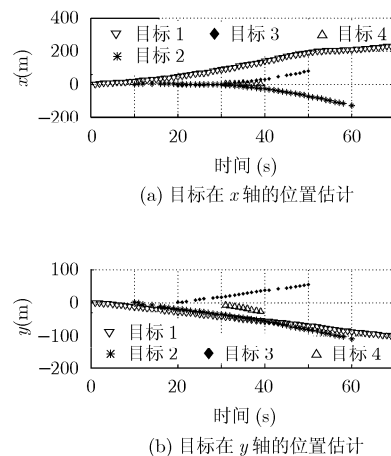 400
目标 1 目标 3 目标 4
200
目标 2
x(m)
0
−200
0 20 40 60
时间 (s)
(a) 目标在 x 轴的位置估计
100
0
y(m)
目标 1
−100
目标 2 目标 3 目标 4
−200
0 20 40 60
时间 (s)
(b) 目标在 y 轴的位置估计